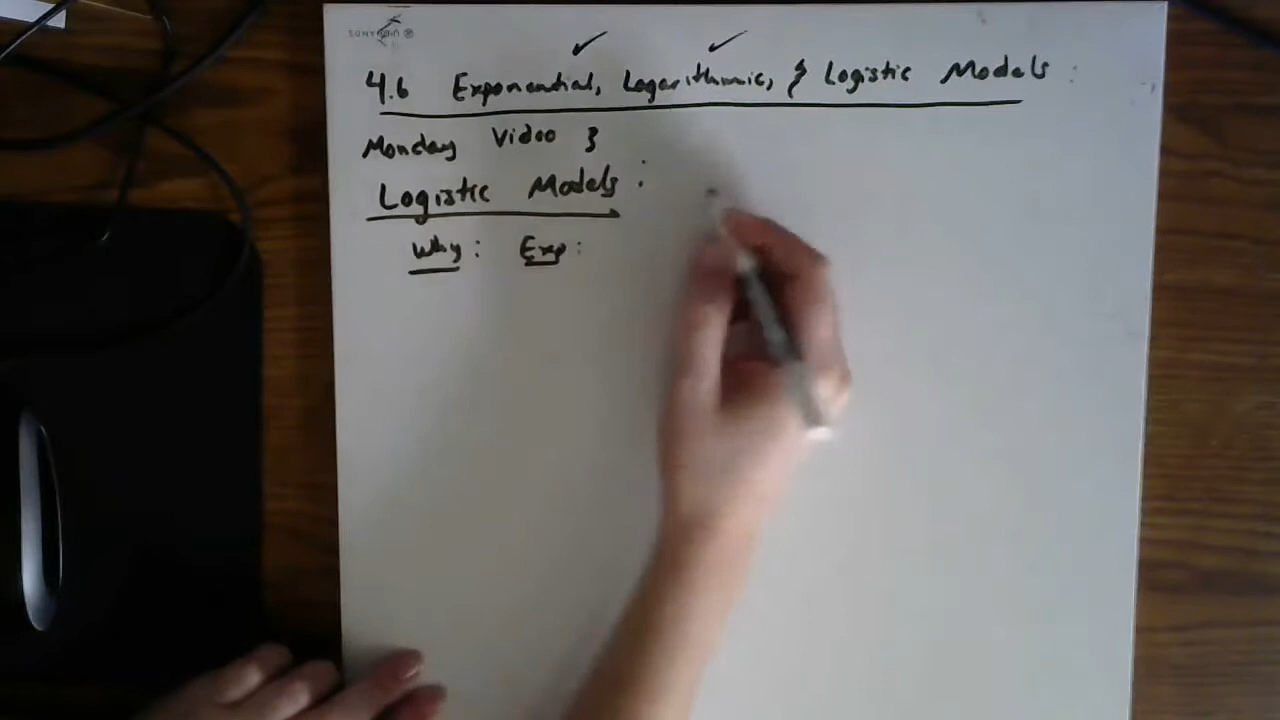 4.6 Exponential, Logarithmic, & Logistic Models :
Monday Video 3
Logistic Models :
Why : Exp :